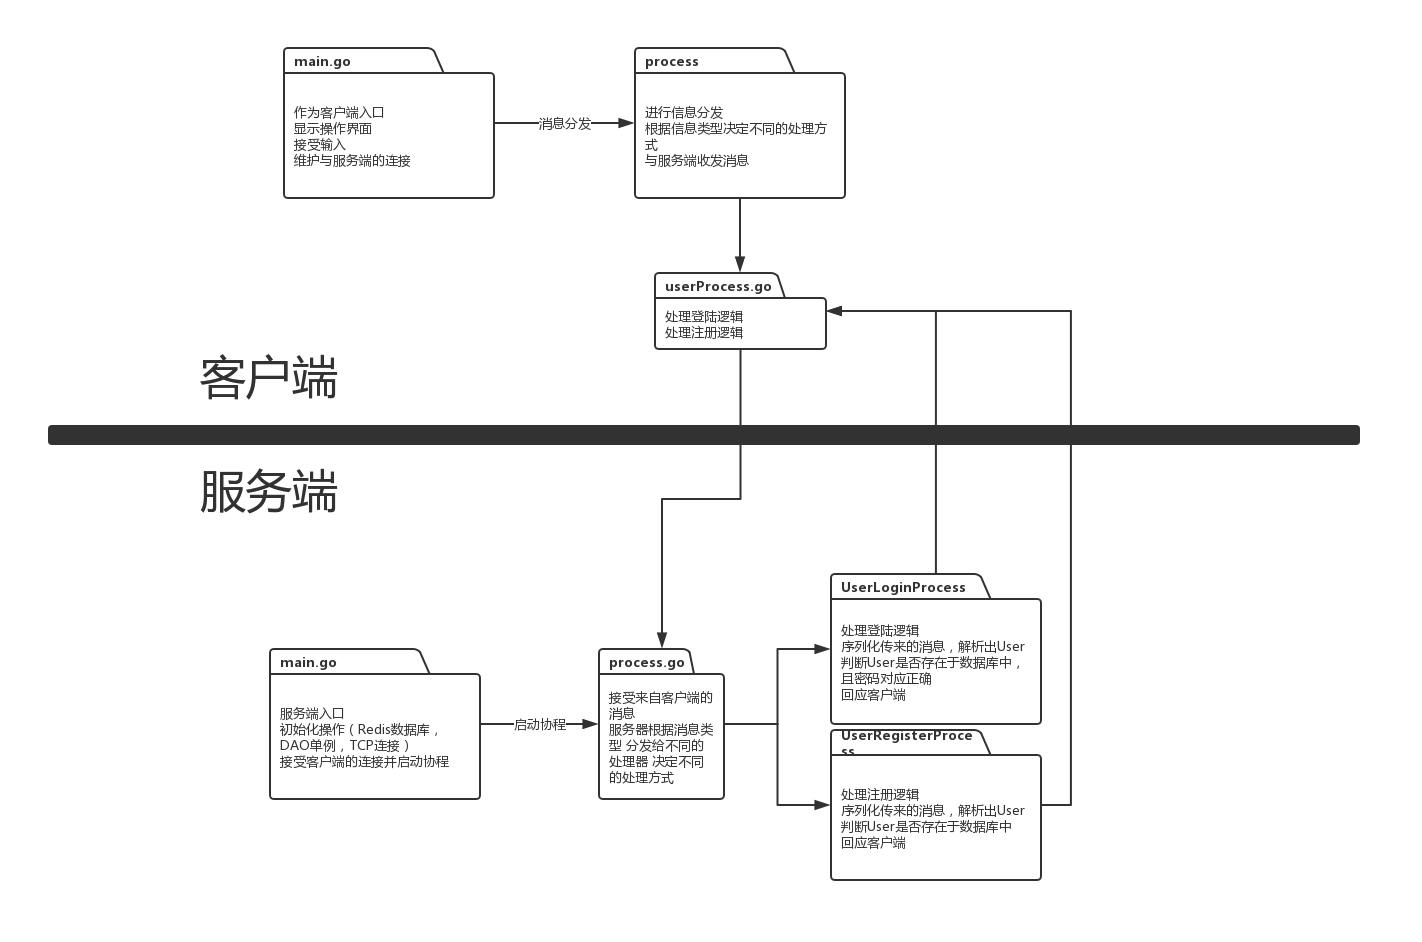 main.go
作为客户端入口
显示操作界面
接受输入
维护与服务端的连接
消息分发
process
进行信息分发
根据信息类型决定不同的处理方
式
与服务端收发消息
userProcess.go
处理登陆逻辑
处理注册逻辑
客户端
服务端
main.go
服务端入口
初始化操作（Redis数据库，
DAO单例，TCP连接）
接受客户端的连接并启动协程
启动协程
process.go
接受来自客户端的
消息
服务器根据消息类
型 分发给不同的
处理器 决定不同
的处理方式
UserLoginProcess
处理登陆逻辑
序列化传来的消息，解析出User
判断User是否存在于数据库中，
且密码对应正确
回应客户端
UserRegisterProce
ss
处理注册逻辑
序列化传来的消息，解析出User
判断User是否存在于数据库中
回应客户端